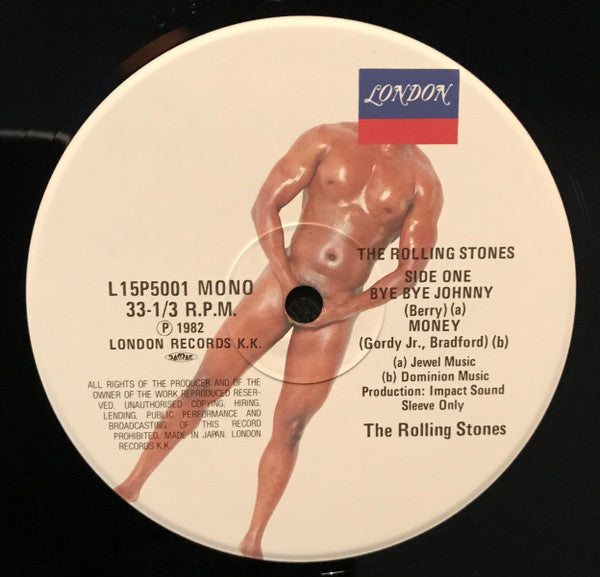 LONDON
THE ROLLING STONES
SIDE ONE
BYE BYE JOHNNY
(Berry) (a)
MONEY
(Gordy Jr., Bradford) (b)
(a) Jewel Music
(b) Dominion Music
Production: Impact Sound
Sleeve Only
The Rolling Stones
L15P5001 MONO
33-1/3 R.P.M.
Ⓟ 1982
LONDON RECORDS K.K.
ALL RIGHTS OF THE PRODUCER AND OF THE
OWNER OF THE WORK REPRODUCED RESER-
VED. UNAUTHORISED COPYING, HIRING,
LENDING, PUBLIC PERFORMANCE AND
BROADCASTING OF THIS RECORD
PROHIBITED. MADE IN JAPAN. LONDON
RECORDS K.K.